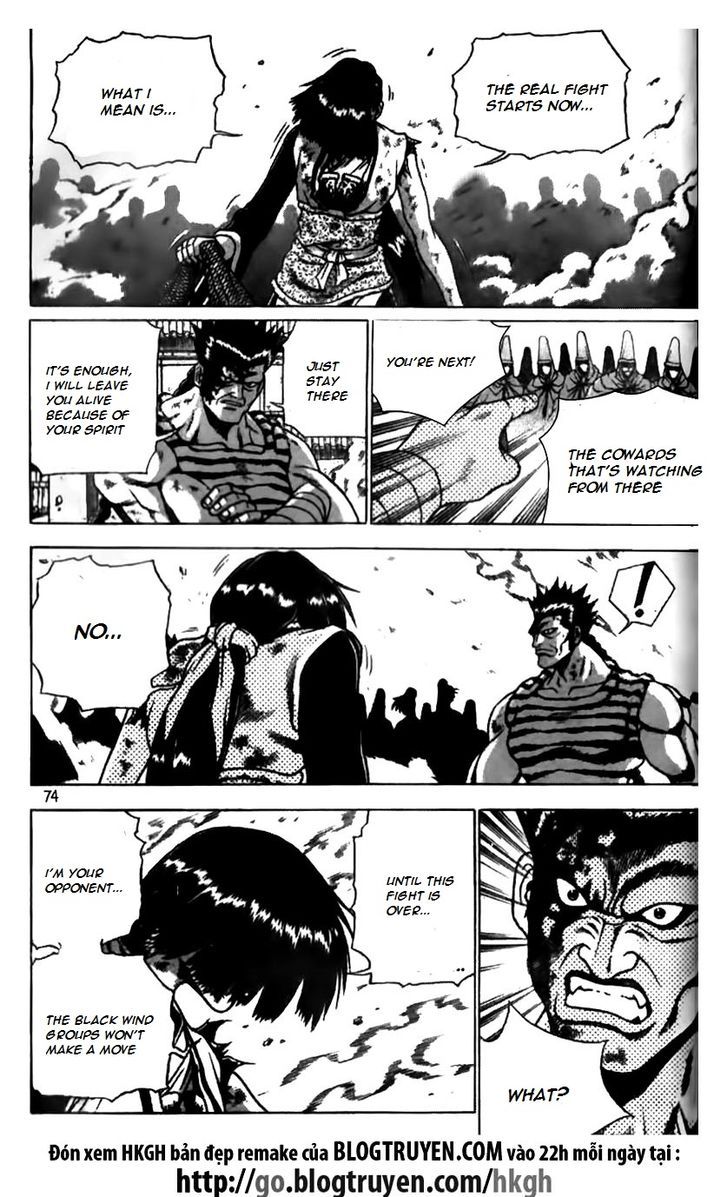 WHAT I
MEAN IS...
THE REAL FIGHT
STARTS NOW...
IT'S ENOUGH,
I WILL LEAVE
YOU ALIVE
BECAUSE OF
YOUR SPIRIT
JUST
STAY
THERE
YOU'RE NEXT!
THE COWARDS
THAT'S WATCHING
FROM THERE
NO...
!
74
I'M YOUR
OPPONENT...
UNTIL THIS
FIGHT IS
OVER...
THE BLACK WIND
GROUPS WON'T
MAKE A MOVE
WHAT?
Đón xem HKGH bản đẹp remake của BLOGTRUYEN.COM vào 22h mỗi ngày tại :
http://go.blogtruyen.com/hkgh